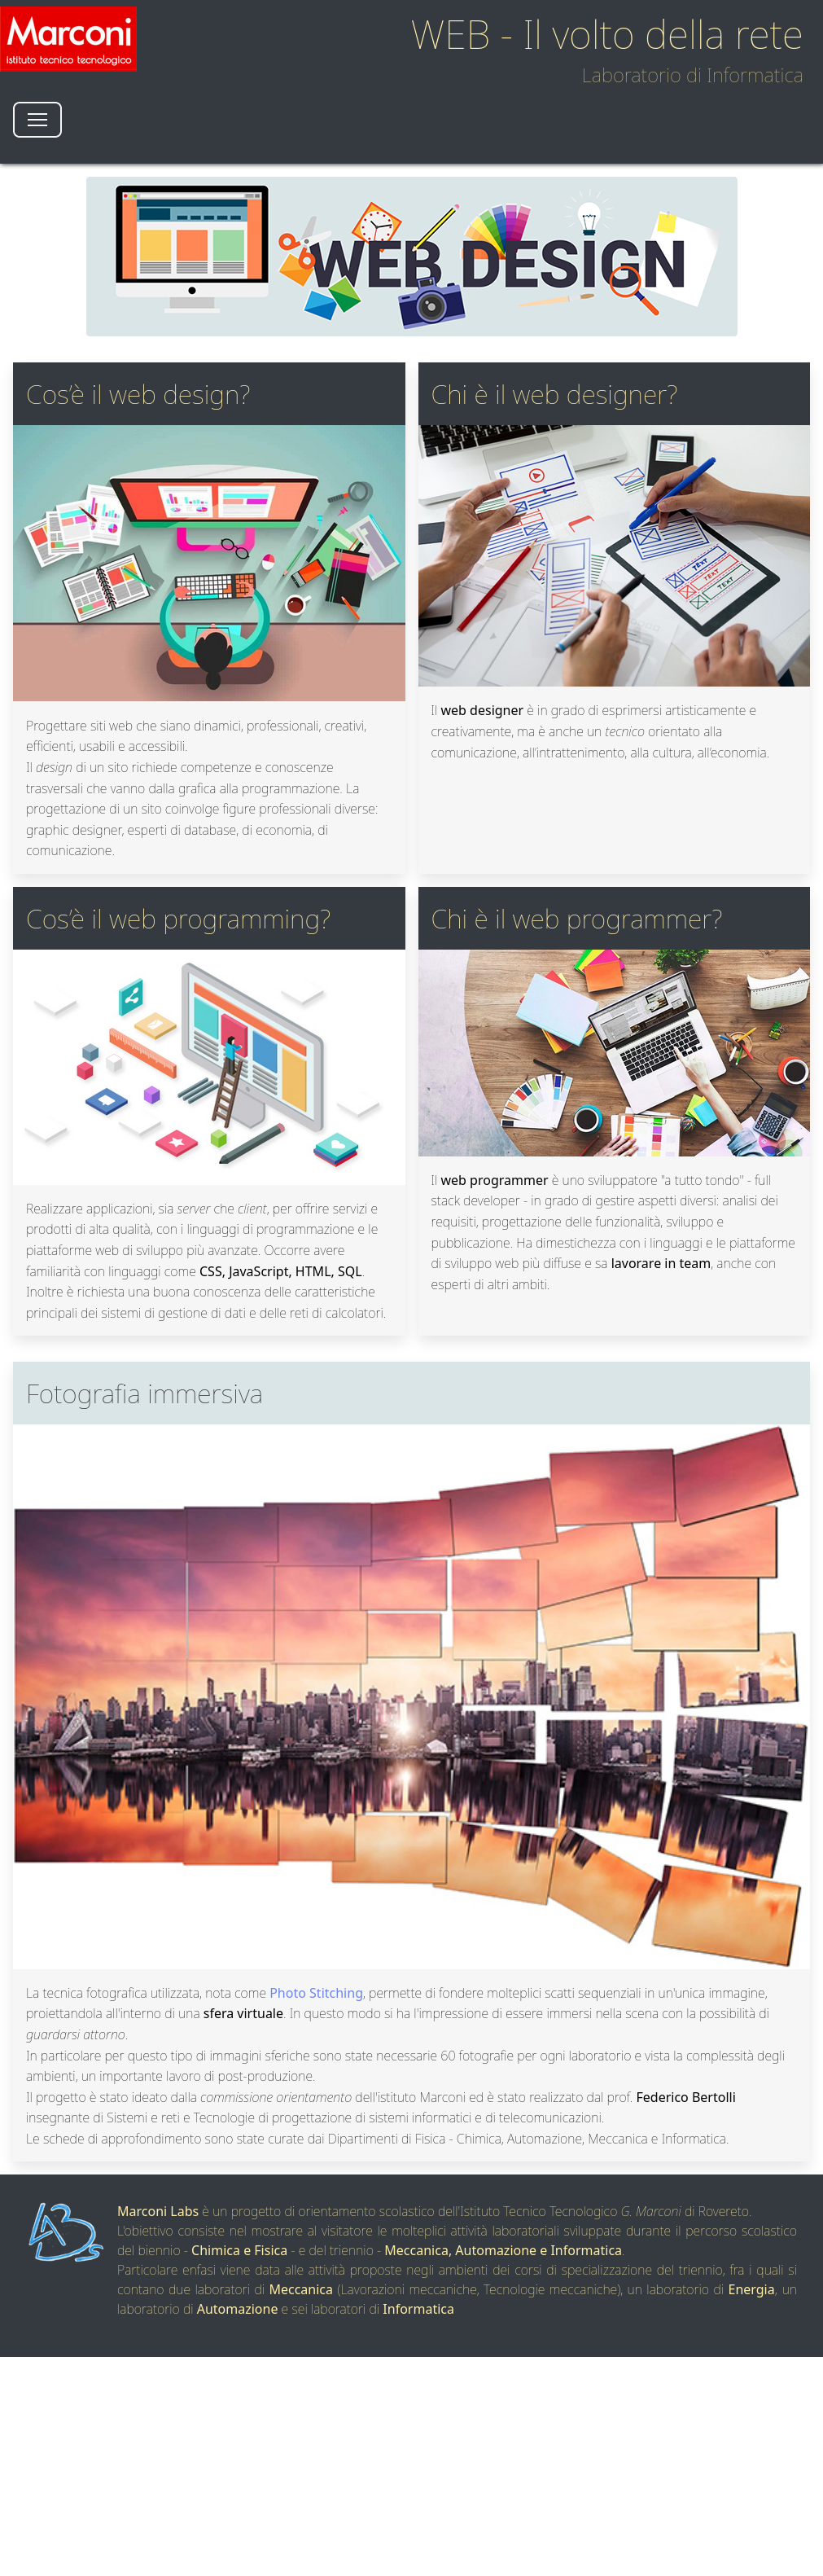 Marconi
istituto tecnico tecnologico
WEB - Il volto della rete
Laboratorio di Informatica
WEB DESIGN
Cos'è il web design?
Progettare siti web che siano dinamici, professionali, creativi,
efficienti, usabili e accessibili.
Il design di un sito richiede competenze e conoscenze
trasversali che vanno dalla grafica alla programmazione. La
progettazione di un sito coinvolge figure professionali diverse:
graphic designer, esperti di database, di economia, di
comunicazione.
Chi è il web designer?
TEXT
TEXT
TEXT
Il web designer è in grado di esprimersi artisticamente e
creativamente, ma è anche un tecnico orientato alla
comunicazione, all'intrattenimento, alla cultura, all'economia.
Cos'è il web programming?
Realizzare applicazioni, sia server che client, per offrire servizi e
prodotti di alta qualità, con i linguaggi di programmazione e le
piattaforme web di sviluppo più avanzate. Occorre avere
familiarità con linguaggi come CSS, JavaScript, HTML, SQL.
Inoltre è richiesta una buona conoscenza delle caratteristiche
principali dei sistemi di gestione di dati e delle reti di calcolatori.
Chi è il web programmer?
Il web programmer è uno sviluppatore "a tutto tondo" - full
stack developer - in grado di gestire aspetti diversi: analisi dei
requisiti, progettazione delle funzionalità, sviluppo e
pubblicazione. Ha dimestichezza con i linguaggi e le piattaforme
di sviluppo web più diffuse e sa lavorare in team, anche con
esperti di altri ambiti.
Fotografia immersiva
La tecnica fotografica utilizzata, nota come Photo Stitching, permette di fondere molteplici scatti sequenziali in un'unica immagine,
proiettandola all'interno di una sfera virtuale. In questo modo si ha l'impressione di essere immersi nella scena con la possibilità di
guardarsi attorno.
In particolare per questo tipo di immagini sferiche sono state necessarie 60 fotografie per ogni laboratorio e vista la complessità degli
ambienti, un importante lavoro di post-produzione.
Il progetto è stato ideato dalla commissione orientamento dell'istituto Marconi ed è stato realizzato dal prof. Federico Bertolli
insegnante di Sistemi e reti e Tecnologie di progettazione di sistemi informatici e di telecomunicazioni.
Le schede di approfondimento sono state curate dai Dipartimenti di Fisica - Chimica, Automazione, Meccanica e Informatica.
Marconi Labs è un progetto di orientamento scolastico dell'Istituto Tecnico Tecnologico G. Marconi di Rovereto.
L'obiettivo consiste nel mostrare al visitatore le molteplici attività laboratoriali sviluppate durante il percorso scolastico
del biennio - Chimica e Fisica - e del triennio - Meccanica, Automazione e Informatica.
Particolare enfasi viene data alle attività proposte negli ambienti dei corsi di specializzazione del triennio, fra i quali si
contano due laboratori di Meccanica (Lavorazioni meccaniche, Tecnologie meccaniche), un laboratorio di Energia, un
laboratorio di Automazione e sei laboratori di Informatica